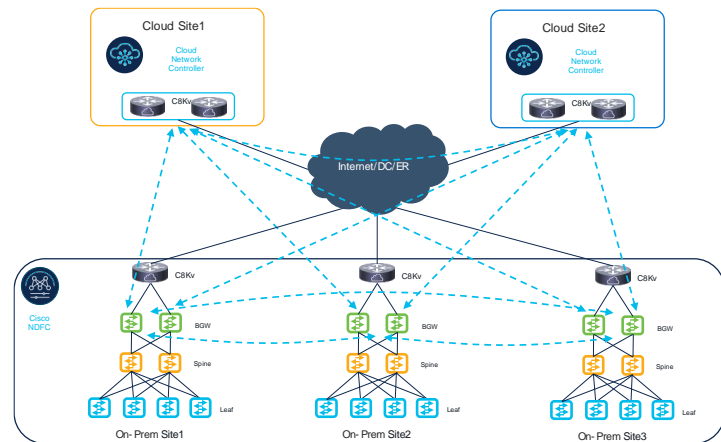 Cloud Site1
Cloud
Network
Controller
C8Kv
Cloud Site2
Cloud
Network
Controller
C8Kv
Internet/DC/ER
Cisco
NDFC
C8Kv
C8Kv
C8Kv
BGW
BGW
BGW
Spine
Spine
Spine
Leaf
Leaf
Leaf
On-Prem Site1
On-Prem Site2
On-Prem Site3